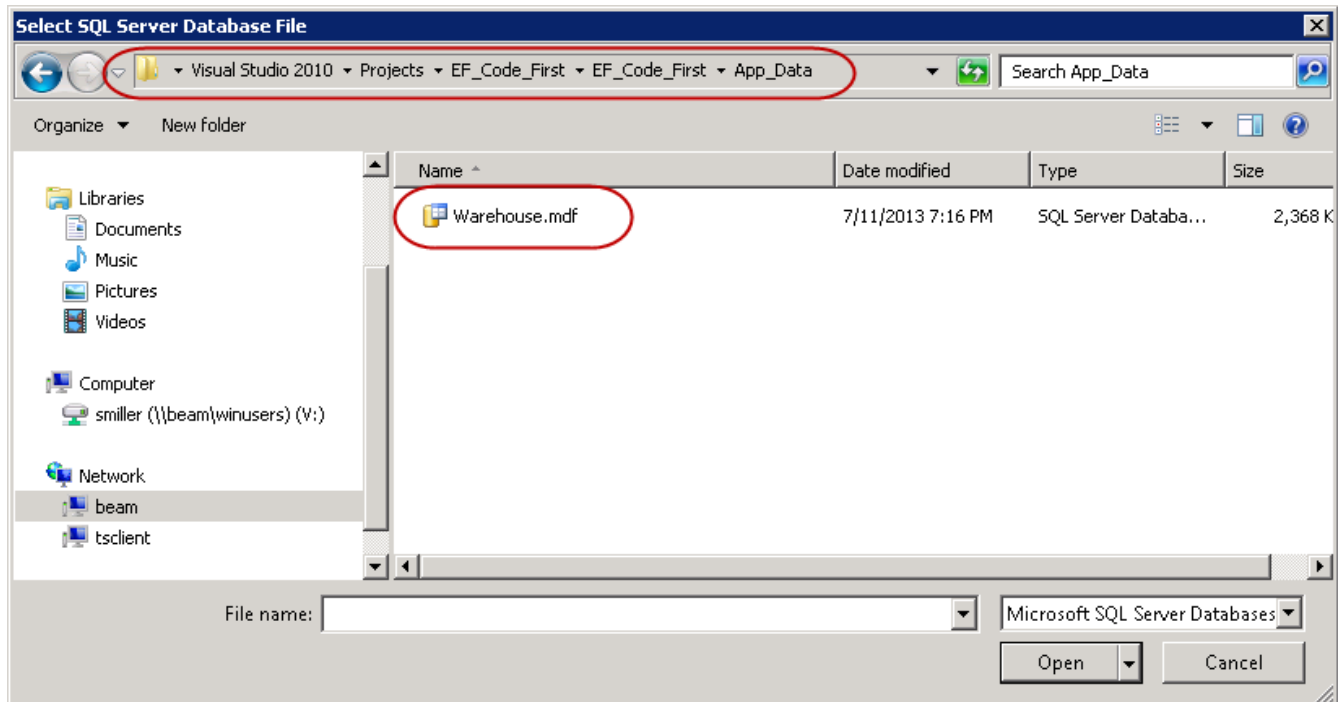 Select SQL Server Database File
Visual Studio 2010 Projects EF_Code_First EF_Code_First App_Data Search App_Data
Organize New folder
Name Date modified Type Size
Warehouse.mdf 7/11/2013 7:16 PM SQL Server Databa... 2,368 K
Libraries
Documents
Music
Pictures
Videos
Computer
smiller (\\beam\winusers) (V:)
Network
beam
tsclient
File name: Microsoft SQL Server Databases
Open Cancel